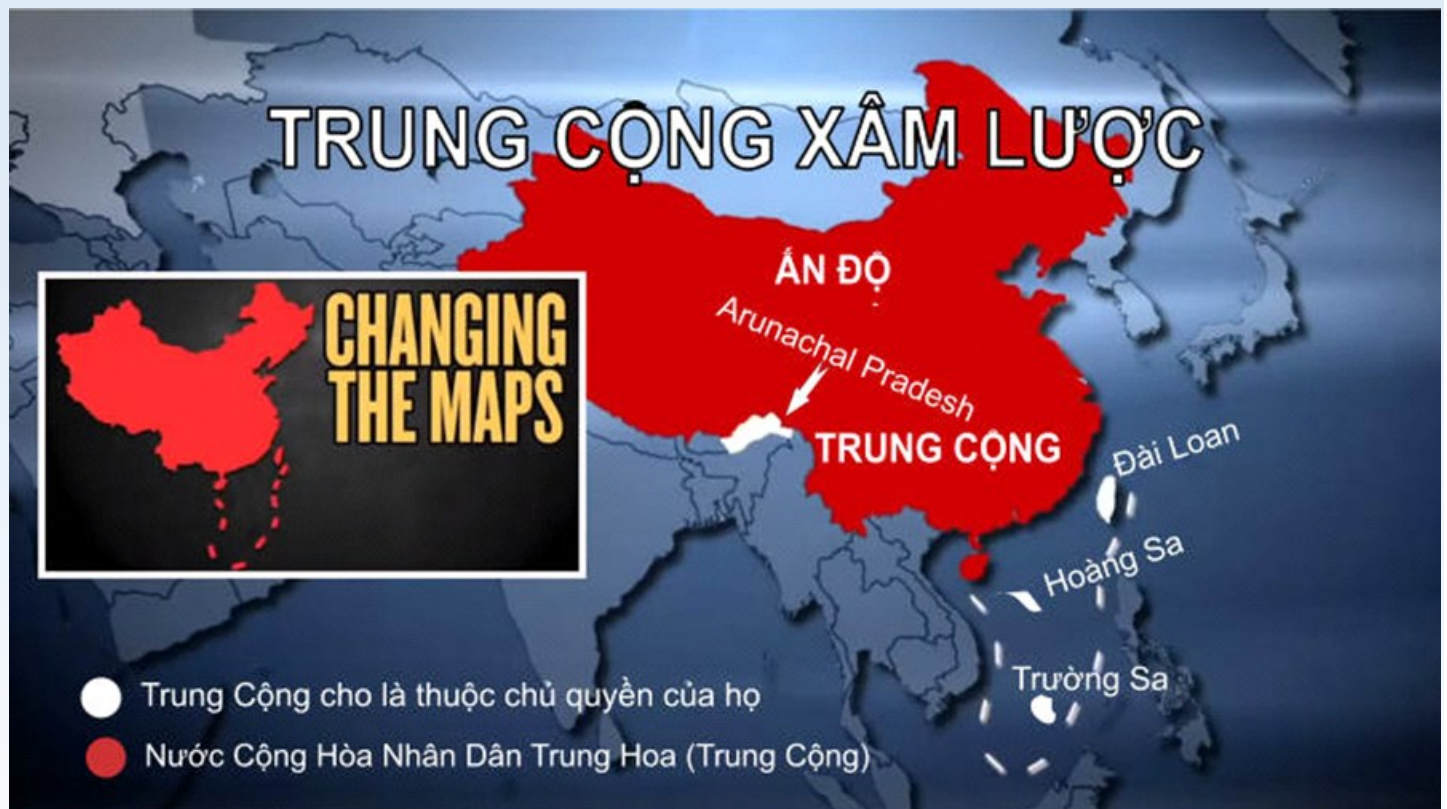 TRUNG CỘNG XÂM LƯỢC
CHANGING
THE MAPS
ẤN ĐỘ
Arunachal Pradesh
TRUNG CỘNG
Đài Loan
Hoàng Sa
Trường Sa
Trung Cộng cho là thuộc chủ quyền của họ
Nước Cộng Hòa Nhân Dân Trung Hoa (Trung Cộng)